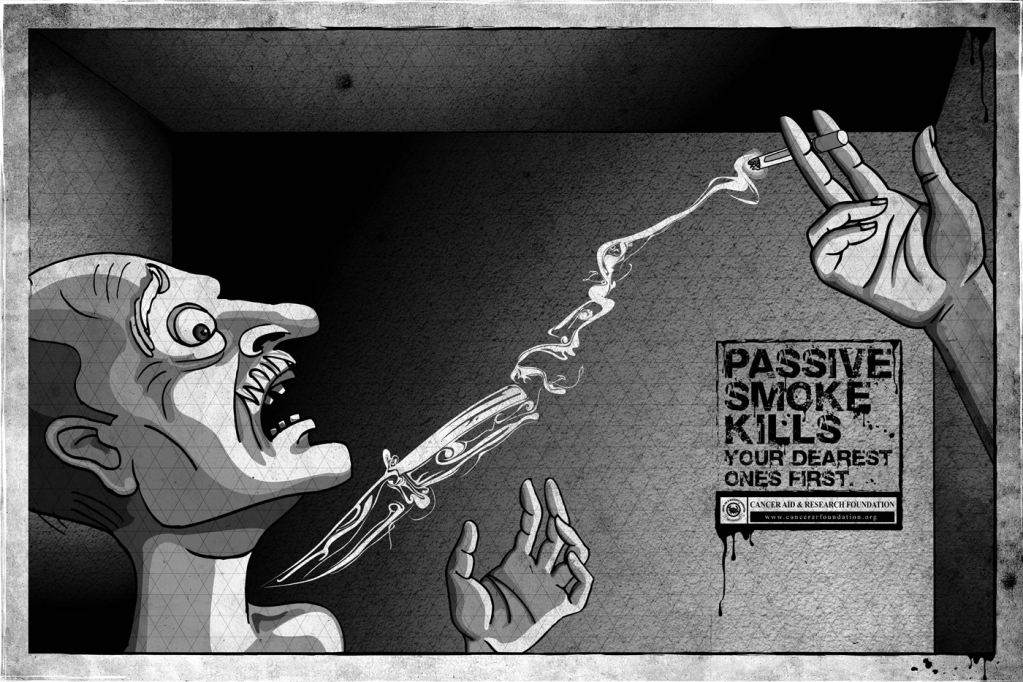 PASSIVE
SMOKE
KILLS
YOUR DEAREST
ONES FIRST.
CANCER AID & RESEARCH FOUNDATION
www.cancerarfoundation.org